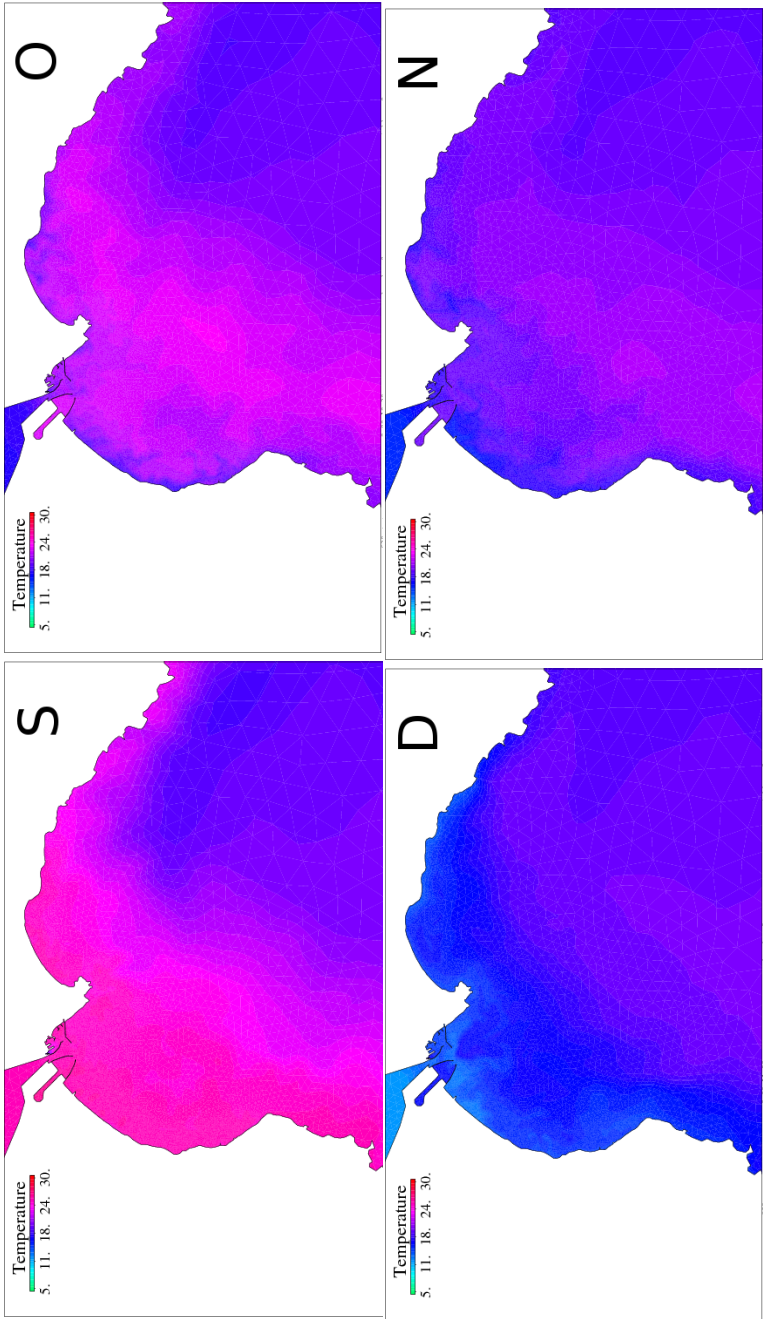 Temperature
5. 11. 18. 24. 30.
S
Temperature
5. 11. 18. 24. 30.
O
Temperature
5. 11. 18. 24. 30.
D
Temperature
5. 11. 18. 24. 30.
N